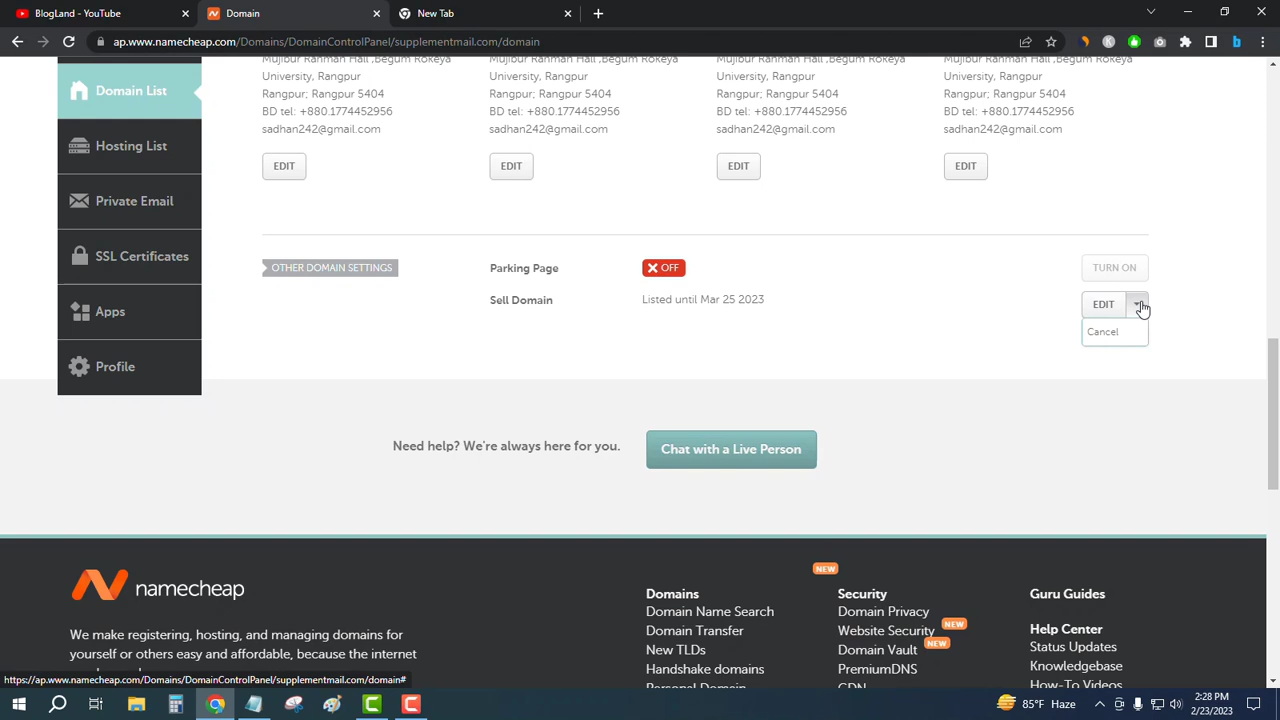 BlogLand - YouTube
Domain
New Tab
ap.www.namecheap.com/Domains/DomainControlPanel/supplementmail.com/domain
Domain List
Hosting List
Private Email
SSL Certificates
Apps
Profile
Mujibur Rahman Hall ,Begum Rokeya
University, Rangpur
Rangpur; Rangpur 5404
BD tel: +880.1774452956
sadhan242@gmail.com
EDIT
Mujibur Rahman Hall ,Begum Rokeya
University, Rangpur
Rangpur; Rangpur 5404
BD tel: +880.1774452956
sadhan242@gmail.com
EDIT
Mujibur Rahman Hall ,Begum Rokeya
University, Rangpur
Rangpur; Rangpur 5404
BD tel: +880.1774452956
sadhan242@gmail.com
EDIT
Mujibur Rahman Hall ,Begum Rokeya
University, Rangpur
Rangpur; Rangpur 5404
BD tel: +880.1774452956
sadhan242@gmail.com
EDIT
OTHER DOMAIN SETTINGS
Parking Page
OFF
TURN ON
Sell Domain
Listed until Mar 25 2023
EDIT
Cancel
Need help? We're always here for you.
Chat with a Live Person
namecheap
We make registering, hosting, and managing domains for
yourself or others easy and affordable, because the internet
Domains
Domain Name Search
Domain Transfer
NEW
New TLDs
Handshake domains
Personal Domain
Security
Domain Privacy
Website Security
NEW
Domain Vault
NEW
PremiumDNS
CDN
Guru Guides
Help Center
Status Updates
Knowledgebase
How-To Videos
https://ap.www.namecheap.com/Domains/DomainControlPanel/supplementmail.com/domain#
85°F Haze
2:28 PM
2/23/2023